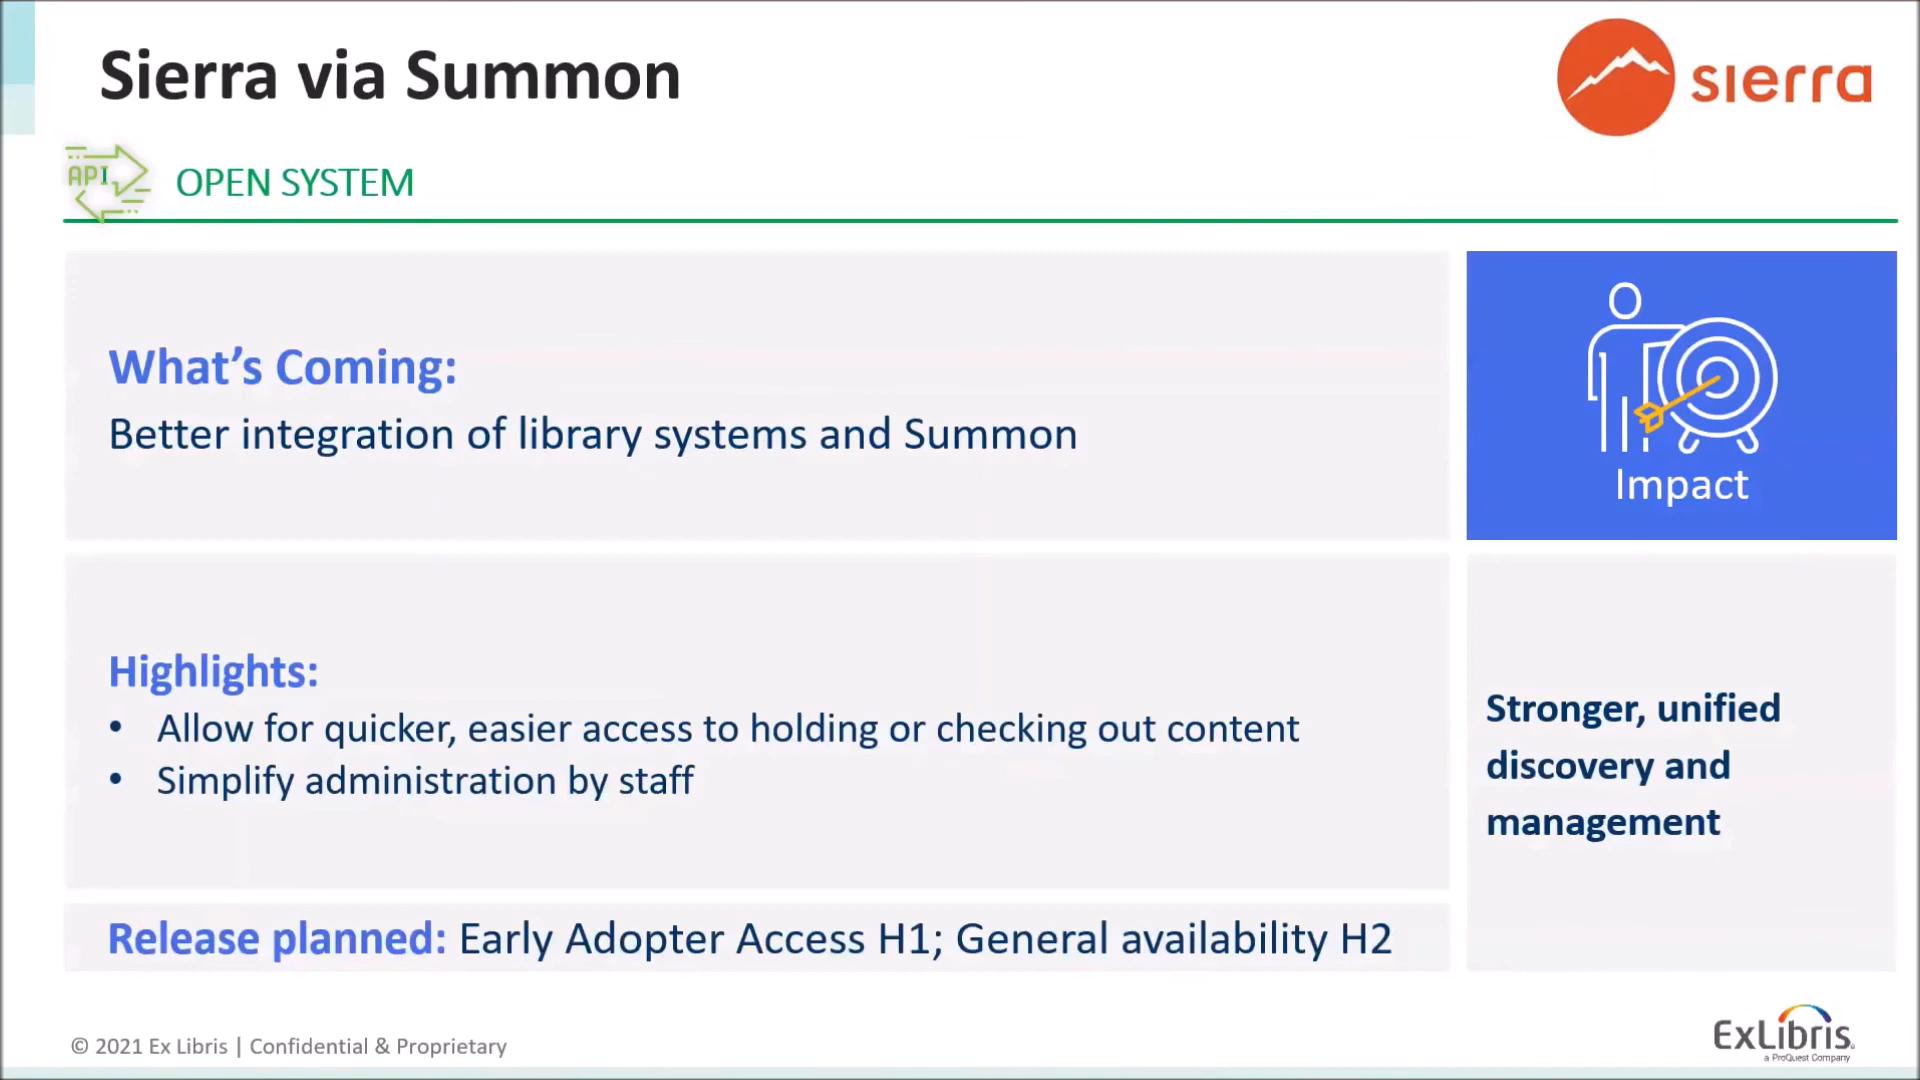 Sierra via Summon
sierra
API
OPEN SYSTEM
What’s Coming:
Better integration of library systems and Summon
Impact
Highlights:
• Allow for quicker, easier access to holding or checking out content
• Simplify administration by staff
Stronger, unified
discovery and
management
Release planned: Early Adopter Access H1; General availability H2
© 2021 Ex Libris | Confidential & Proprietary
ExLibris
a ProQuest Company